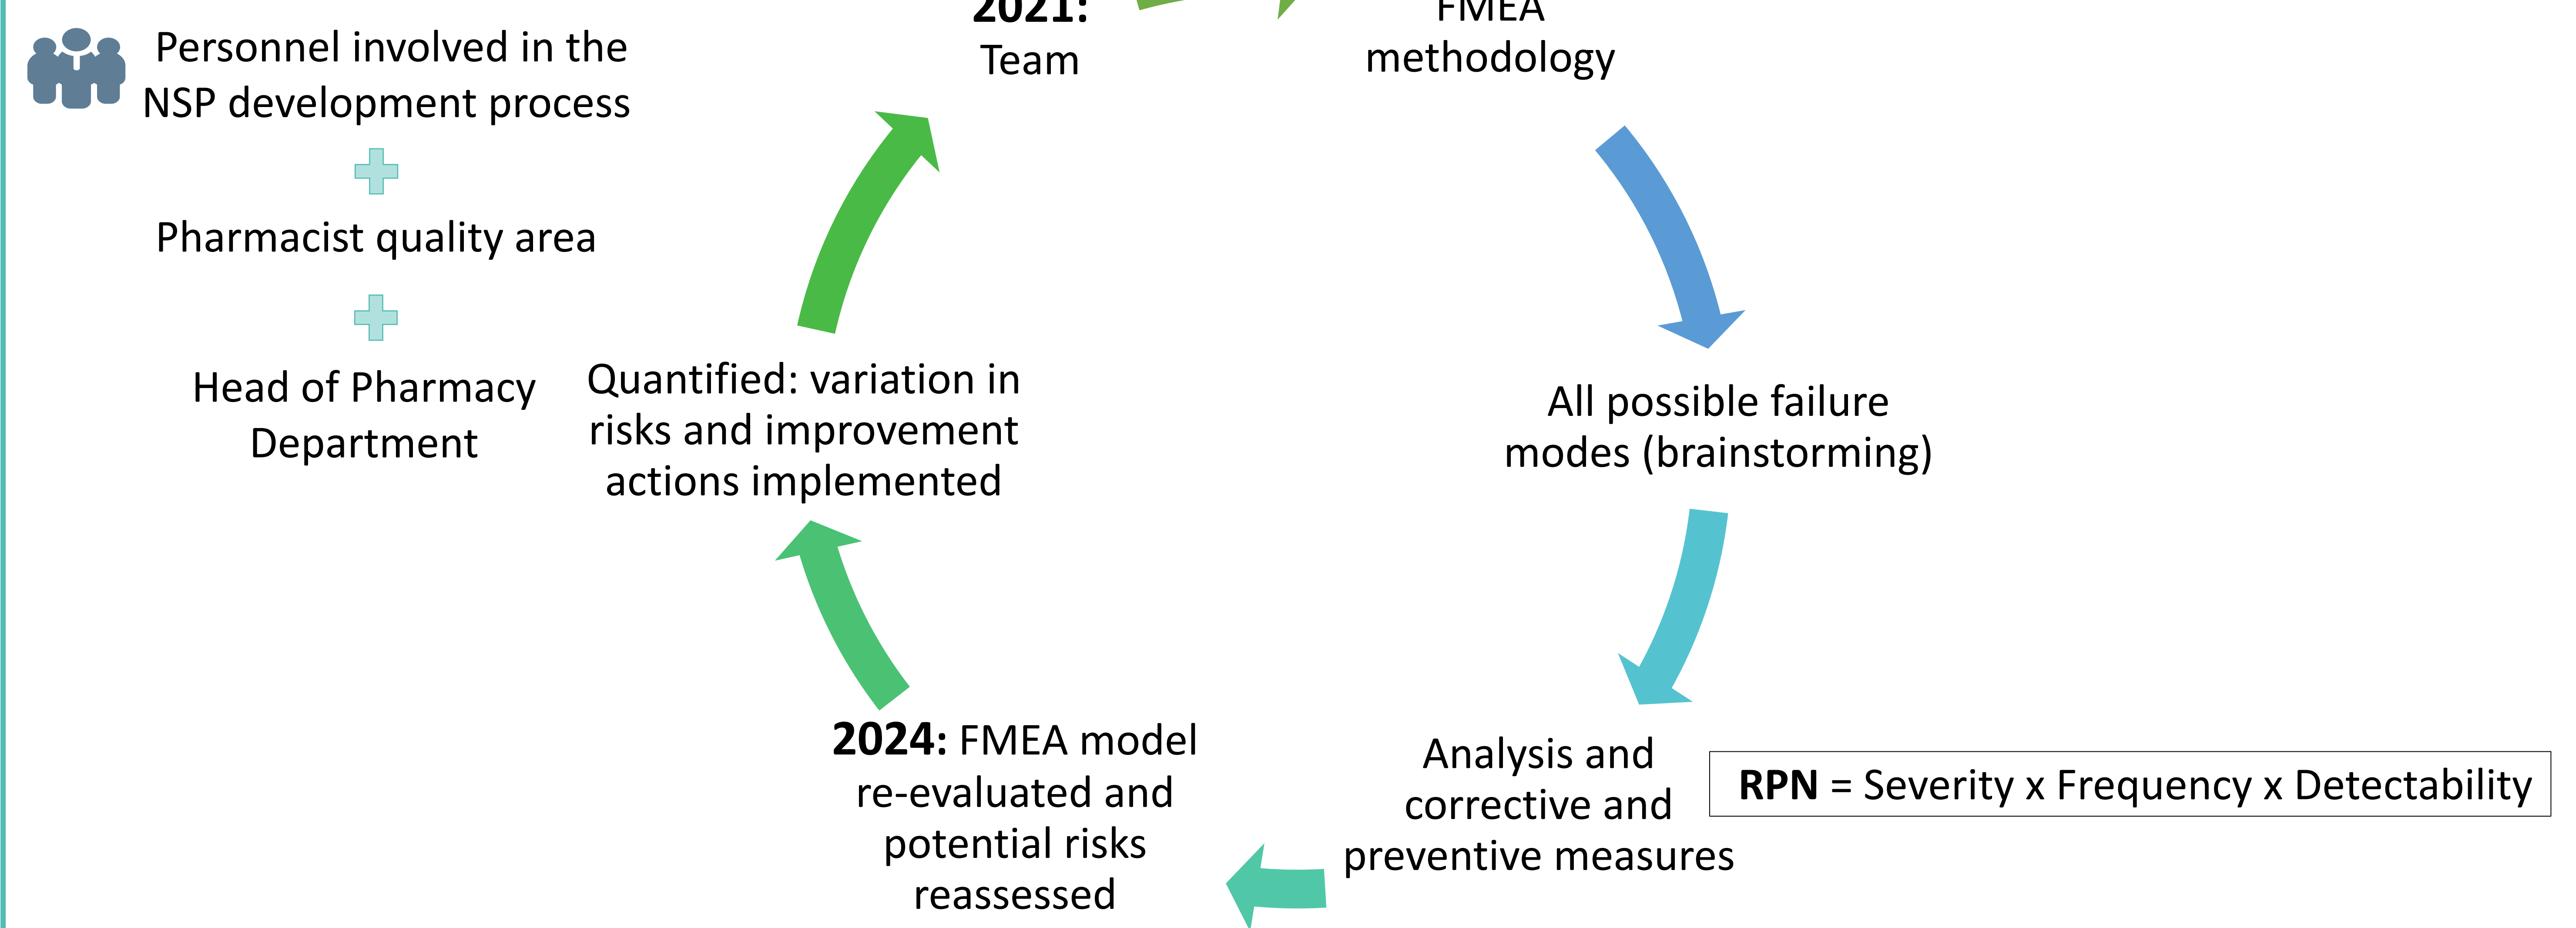 Personnel involved in the
NSP development process
Pharmacist quality area
Head of Pharmacy
Department
2021:
Team
FMEA
methodology
All possible failure
modes (brainstorming)
Analysis and
corrective and
preventive measures
RPN = Severity x Frequency x Detectability
2024: FMEA model
re-evaluated and
potential risks
reassessed
Quantified: variation in
risks and improvement
actions implemented